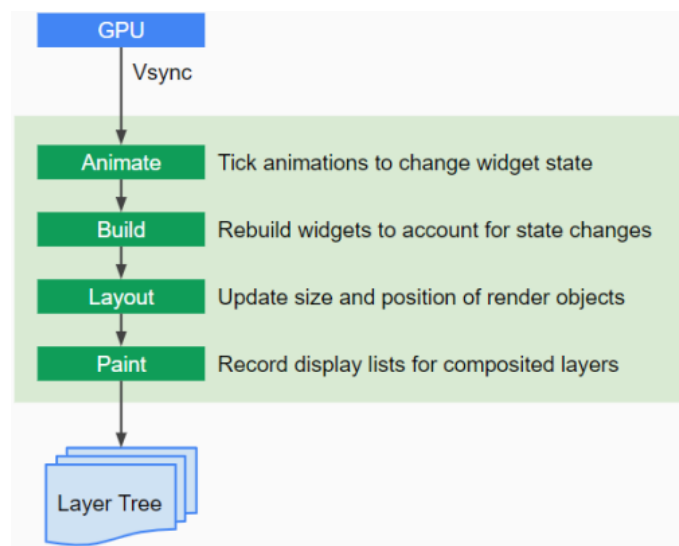 GPU
Vsync
Animate Tick animations to change widget state
Build Rebuild widgets to account for state changes
Layout Update size and position of render objects
Paint Record display lists for composited layers
Layer Tree